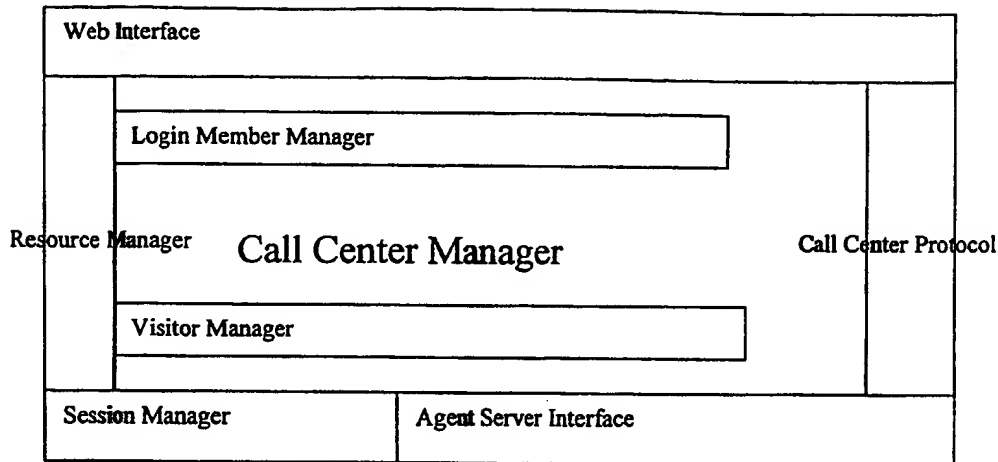 Web Interface
Login Member Manager
Resource Manager
Call Center Manager
Call Center Protocol
Visitor Manager
Session Manager
Agent Server Interface